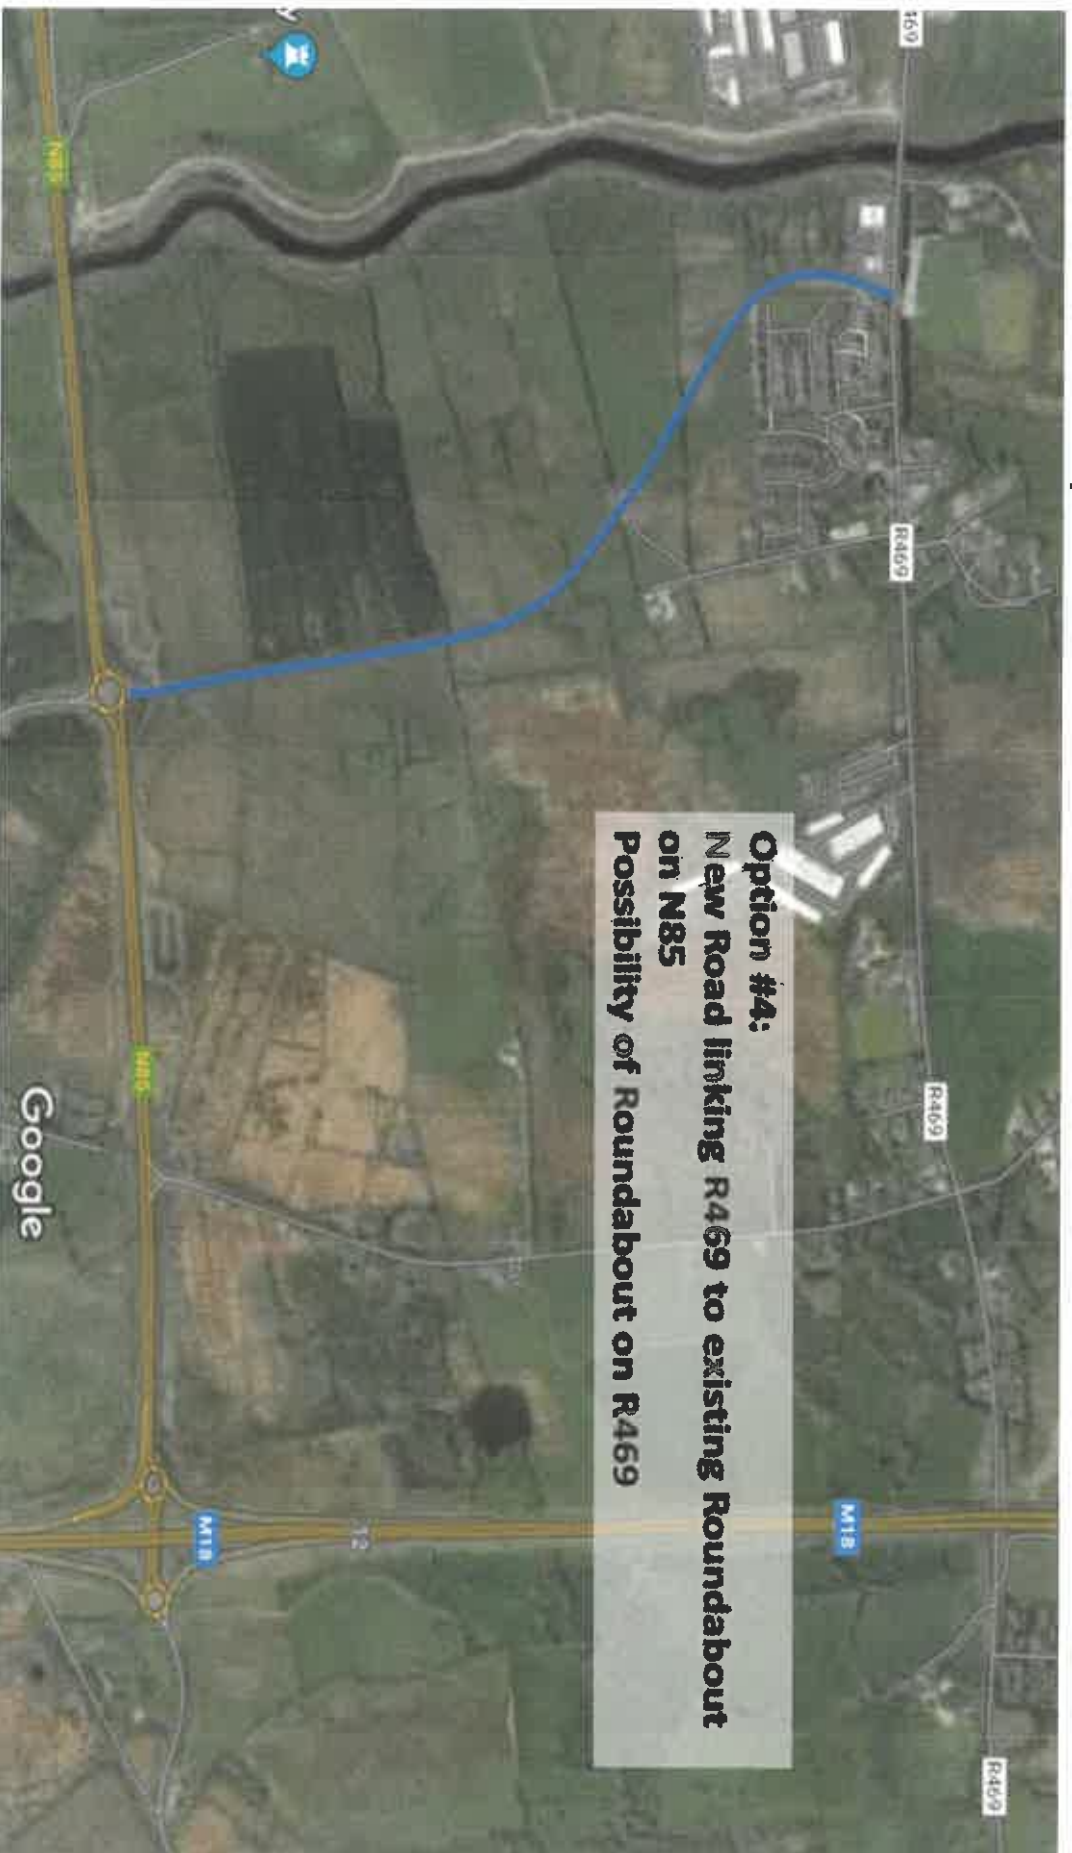 R469
R469
469
R469
M18
Option #4:
New Road linking R469 to existing Roundabout
on N85
Possibility of Roundabout on R469
12
y
M18
N85
N85
Google